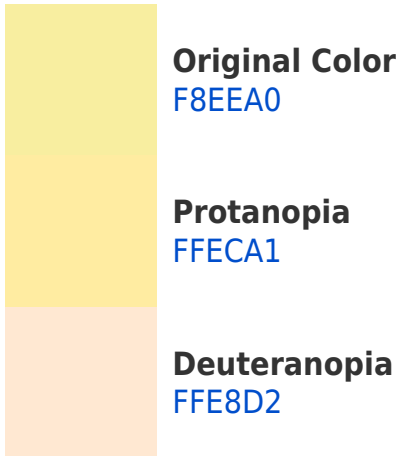 Original Color
F8EEA0
Protanopia
FFECA1
Deuteranopia
FFE8D2